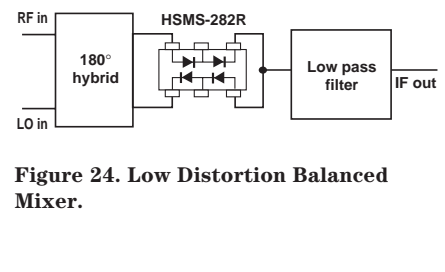 RF in
HSMS-282R
180°
hybrid
Low pass
filter
IF out
LO in
Figure 24. Low Distortion Balanced
Mixer.